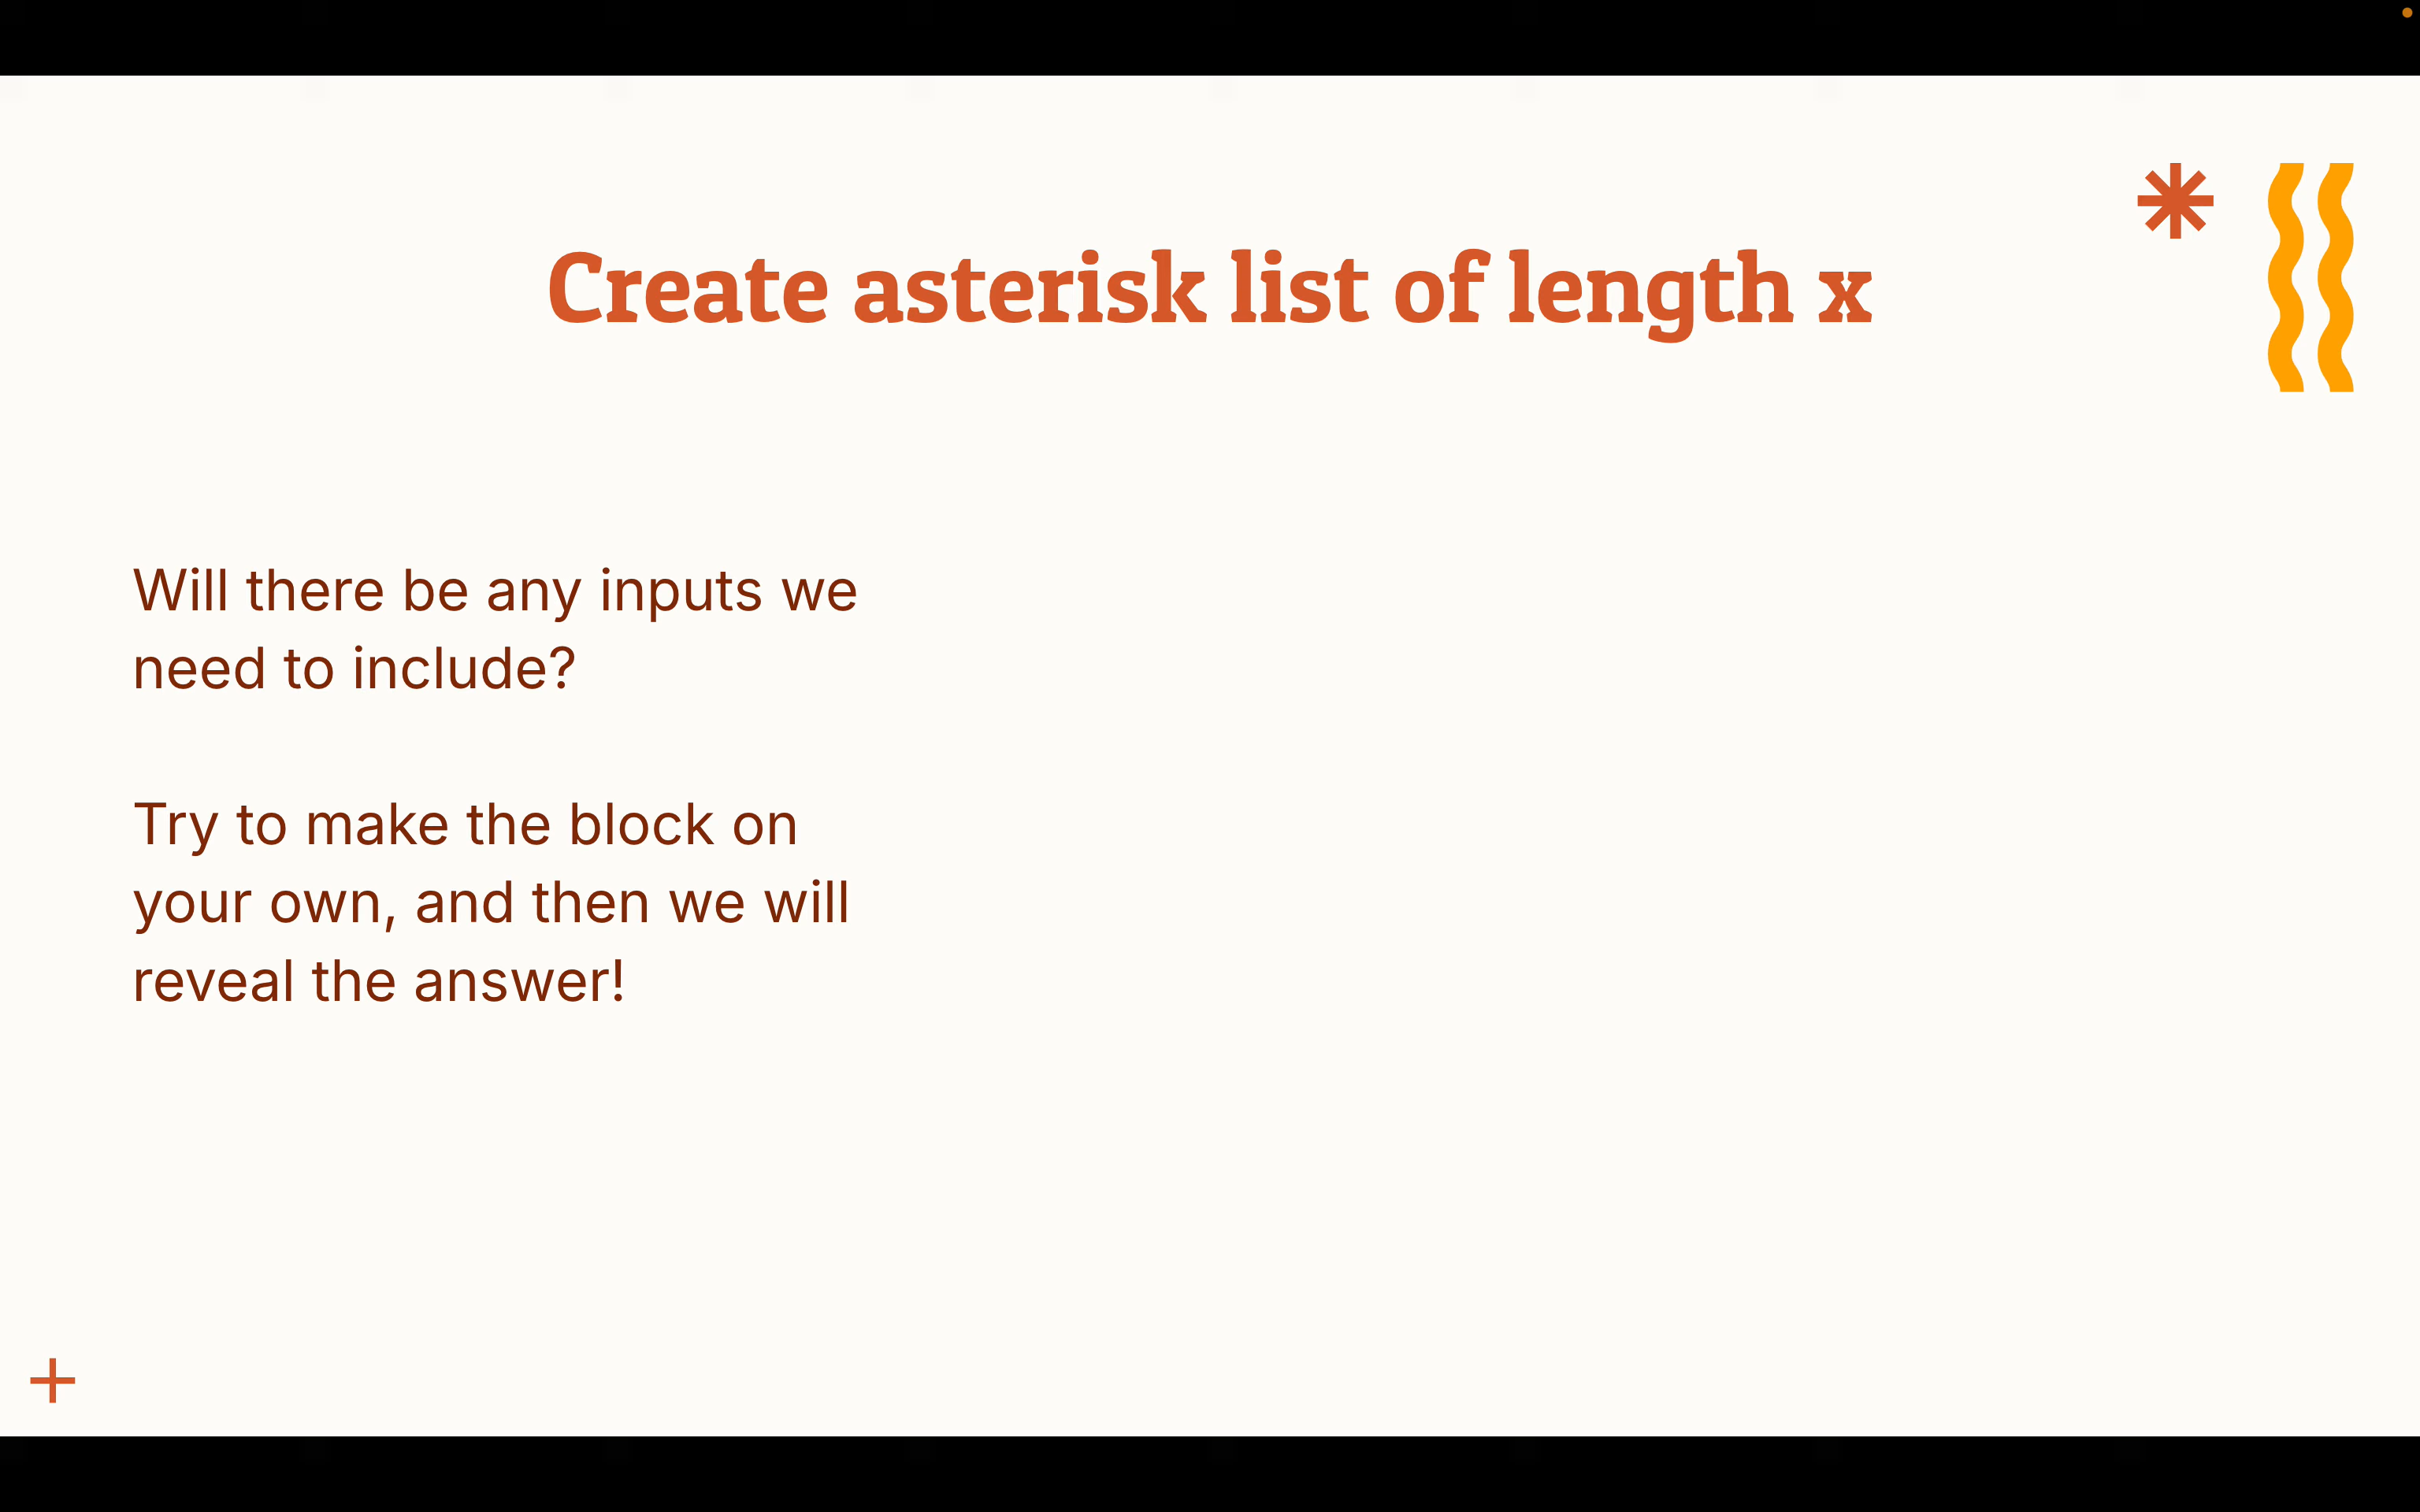 Create asterisk list of length x
Will there be any inputs we
need to include?
Try to make the block on
your own, and then we will
reveal the answer!